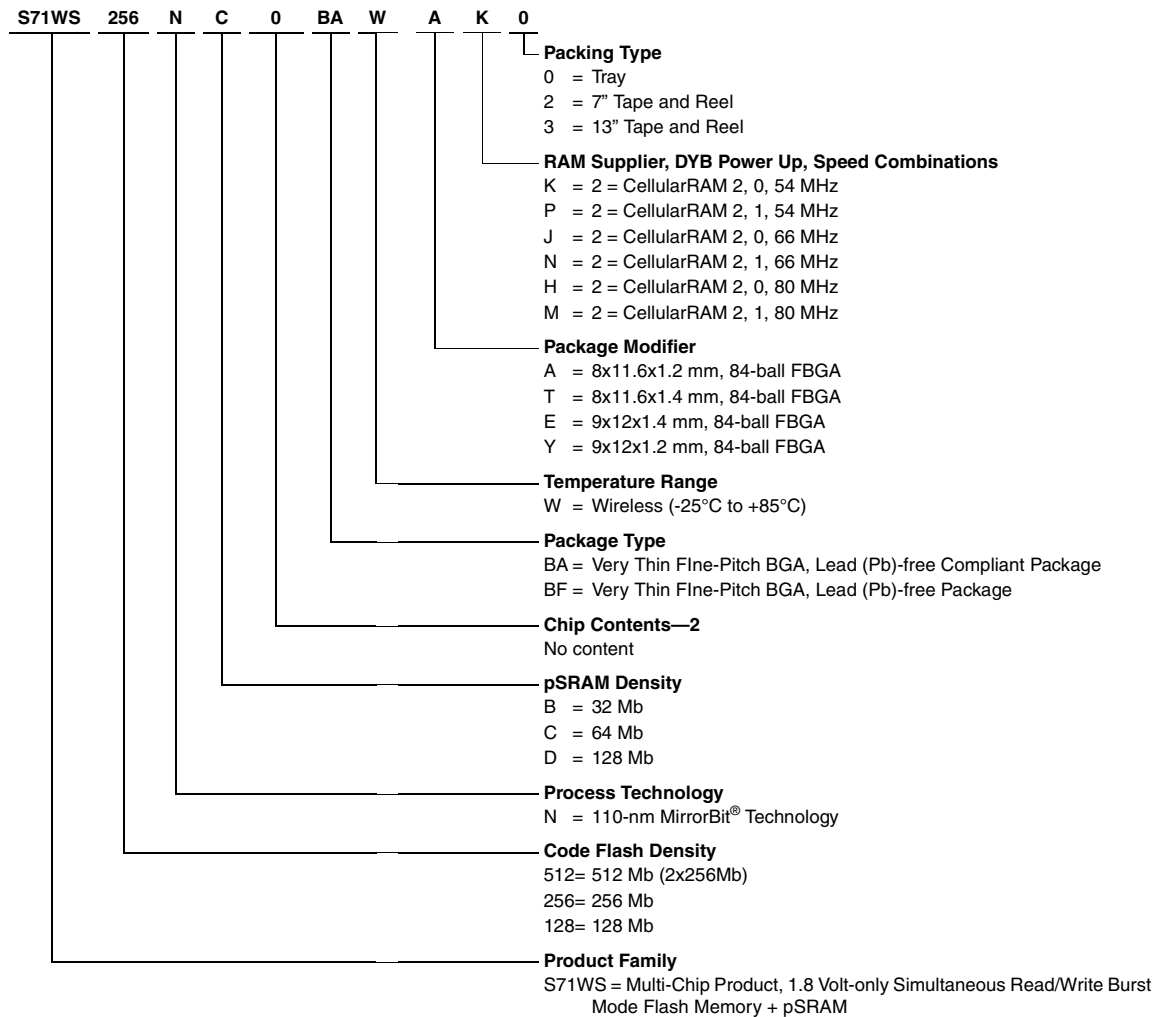 S71WS 256 N C 0 BA W A K 0
Packing Type
0 = Tray
2 = 7” Tape and Reel
3 = 13” Tape and Reel
RAM Supplier, DYB Power Up, Speed Combinations
K = 2 = CellularRAM 2, 0, 54 MHz
P = 2 = CellularRAM 2, 1, 54 MHz
J = 2 = CellularRAM 2, 0, 66 MHz
N = 2 = CellularRAM 2, 1, 66 MHz
H = 2 = CellularRAM 2, 0, 80 MHz
M = 2 = CellularRAM 2, 1, 80 MHz
Package Modifier
A = 8x11.6x1.2 mm, 84-ball FBGA
T = 8x11.6x1.4 mm, 84-ball FBGA
E = 9x12x1.4 mm, 84-ball FBGA
Y = 9x12x1.2 mm, 84-ball FBGA
Temperature Range
W = Wireless (-25°C to +85°C)
Package Type
BA = Very Thin FIne-Pitch BGA, Lead (Pb)-free Compliant Package
BF = Very Thin FIne-Pitch BGA, Lead (Pb)-free Package
Chip Contents—2
No content
pSRAM Density
B = 32 Mb
C = 64 Mb
D = 128 Mb
Process Technology
N = 110-nm MirrorBit® Technology
Code Flash Density
512= 512 Mb (2x256Mb)
256= 256 Mb
128= 128 Mb
Product Family
S71WS = Multi-Chip Product, 1.8 Volt-only Simultaneous Read/Write Burst
Mode Flash Memory + pSRAM